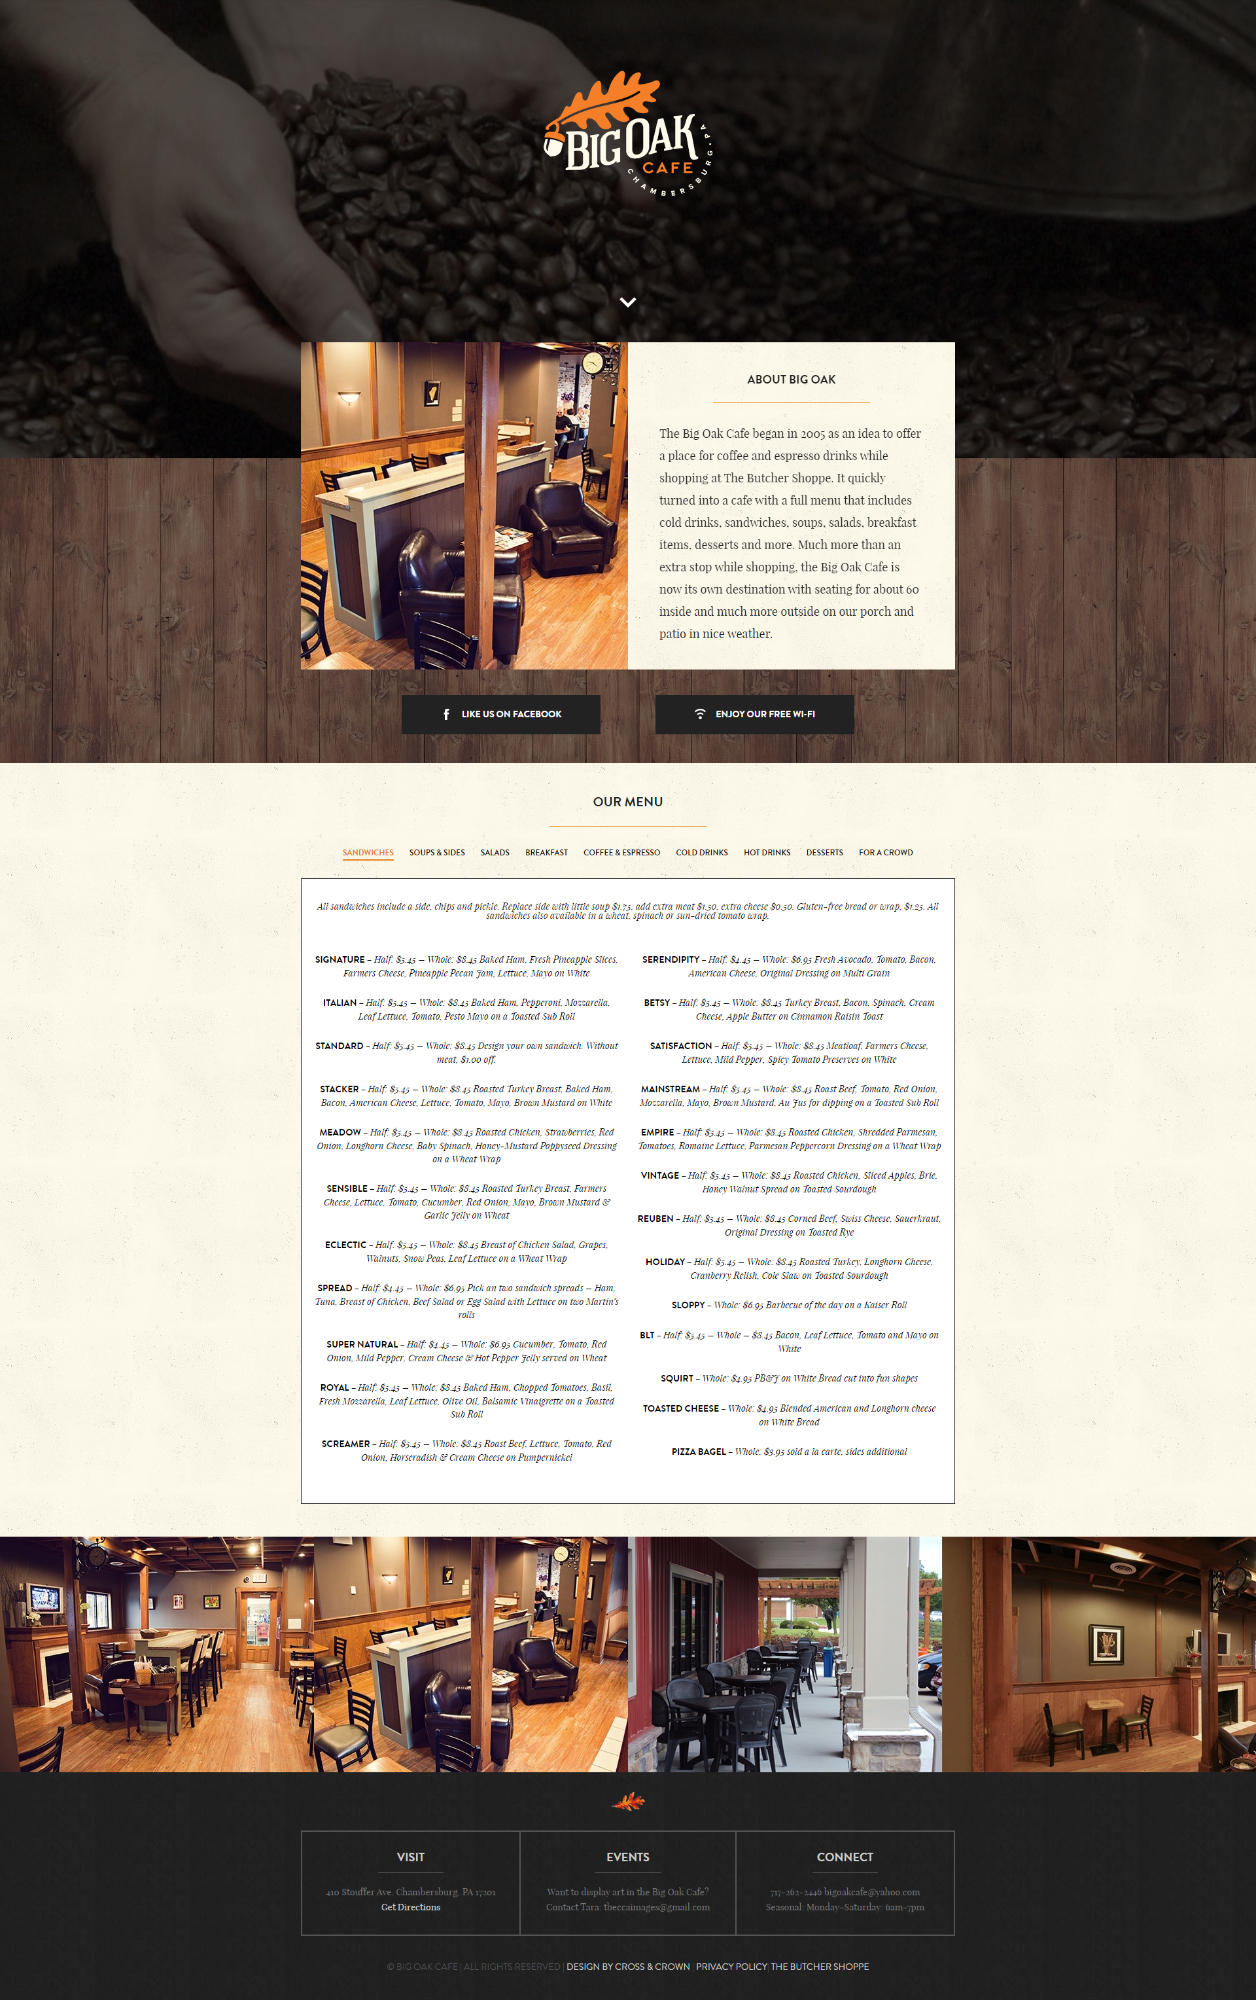 BIG OAK
CAFE
CHAMBERSBURG, PA
ABOUT BIG OAK
The Big Oak Cafe began in 2005 as an idea to offer
a place for coffee and espresso drinks while
shopping at The Butcher Shoppe. It quickly
turned into a cafe with a full menu that includes
cold drinks, sandwiches, soups, salads, breakfast
items, desserts and more. Much more than an
extra stop while shopping, the Big Oak Cafe is
now its own destination with seating for about 60
inside and much more outside on our porch and
patio in nice weather.
LIKE US ON FACEBOOK
ENJOY OUR FREE WI-FI
OUR MENU
SANDWICHES SOUPS & SIDES SALADS BREAKFAST COFFEE & ESPRESSO COLD DRINKS HOT DRINKS DESSERTS FOR A CROWD
All sandwiches include a side, chips and pickle. Replace side with little soup $1.75, add extra meat $1.50, extra cheese $0.50. Gluten-free bread or wrap, $1.25. All
sandwiches also available in a wheat, spinach or sun-dried tomato wrap.
SIGNATURE – Half: $5.45 – Whole: $8.45 Baked Ham, Fresh Pineapple Slices,
Farmers Cheese, Pineapple Pecan Jam, Lettuce, Mayo on White
ITALIAN – Half: $5.45 – Whole: $8.45 Baked Ham, Pepperoni, Mozzarella,
Leaf Lettuce, Tomato, Pesto Mayo on a Toasted Sub Roll
STANDARD – Half: $5.45 – Whole: $8.45 Design your own sandwich. Without
meat, $1.00 off.
STACKER – Half: $5.45 – Whole: $8.45 Roasted Turkey Breast, Baked Ham,
Bacon, American Cheese, Lettuce, Tomato, Mayo, Brown Mustard on White
MEADOW – Half: $5.45 – Whole: $8.45 Roasted Chicken, Strawberries, Red
Onion, Longhorn Cheese, Baby Spinach, Honey-Mustard Poppyseed Dressing
on a Wheat Wrap
SENSIBLE – Half: $5.45 – Whole: $8.45 Roasted Turkey Breast, Farmers
Cheese, Lettuce, Tomato, Cucumber, Red Onion, Mayo, Brown Mustard &
Garlic Jelly on Wheat
ECLECTIC – Half: $5.45 – Whole: $8.45 Breast of Chicken Salad, Grapes,
Walnuts, Snow Peas, Leaf Lettuce on a Wheat Wrap
SPREAD – Half: $4.45 – Whole: $6.95 Pick an two sandwich spreads – Ham,
Tuna, Breast of Chicken, Beef Salad or Egg Salad with Lettuce on two Martin's
rolls
SUPER NATURAL – Half: $4.45 – Whole: $6.95 Cucumber, Tomato, Red
Onion, Mild Pepper, Cream Cheese & Hot Pepper Jelly served on Wheat
ROYAL – Half: $5.45 – Whole: $8.45 Baked Ham, Chopped Tomatoes, Basil,
Fresh Mozzarella, Leaf Lettuce, Olive Oil, Balsamic Vinaigrette on a Toasted
Sub Roll
SCREAMER – Half: $5.45 – Whole: $8.45 Roast Beef, Lettuce, Tomato, Red
Onion, Horseradish & Cream Cheese on Pumpernickel
SERENDIPITY – Half: $4.45 – Whole: $6.95 Fresh Avocado, Tomato, Bacon,
American Cheese, Original Dressing on Multi Grain
BETSY – Half: $5.45 – Whole: $8.45 Turkey Breast, Bacon, Spinach, Cream
Cheese, Apple Butter on Cinnamon Raisin Toast
SATISFACTION – Half: $5.45 – Whole: $8.45 Meatloaf, Farmers Cheese,
Lettuce, Mild Pepper, Spicy Tomato Preserves on White
MAINSTREAM – Half: $5.45 – Whole: $8.45 Roast Beef, Tomato, Red Onion,
Mozzarella, Mayo, Brown Mustard, Au Jus for dipping on a Toasted Sub Roll
EMPIRE – Half: $5.45 – Whole: $8.45 Roasted Chicken, Shredded Parmesan,
Tomatoes, Romaine Lettuce, Parmesan Peppercorn Dressing on a Wheat Wrap
VINTAGE – Half: $5.45 – Whole: $8.45 Roasted Chicken, Sliced Apples, Brie,
Honey Walnut Spread on Toasted Sourdough
REUBEN – Half: $5.45 – Whole: $8.45 Corned Beef, Swiss Cheese, Sauerkraut,
Original Dressing on Toasted Rye
HOLIDAY – Half: $5.45 – Whole: $8.45 Roasted Turkey, Longhorn Cheese,
Cranberry Relish, Cole Slaw on Toasted Sourdough
SLOPPY – Whole: $6.95 Barbecue of the day on a Kaiser Roll
BLT – Half: $5.45 – Whole – $8.45 Bacon, Leaf Lettuce, Tomato and Mayo on
White
SQUIRT – Whole: $4.95 PB&J on White Bread cut into fun shapes
TOASTED CHEESE – Whole: $4.95 Blended American and Longhorn cheese
on White Bread
PIZZA BAGEL – Whole: $3.95 sold a la carte, sides additional
VISIT
410 Stouffer Ave. Chambersburg, PA 17201
Get Directions
EVENTS
Want to display art in the Big Oak Cafe?
Contact Tara: tbeccaimages@gmail.com
CONNECT
717-262-2446 bigoakcafe@yahoo.com
Seasonal: Monday-Saturday: 6am-7pm
© BIG OAK CAFE | ALL RIGHTS RESERVED | DESIGN BY CROSS & CROWN PRIVACY POLICY| THE BUTCHER SHOPPE